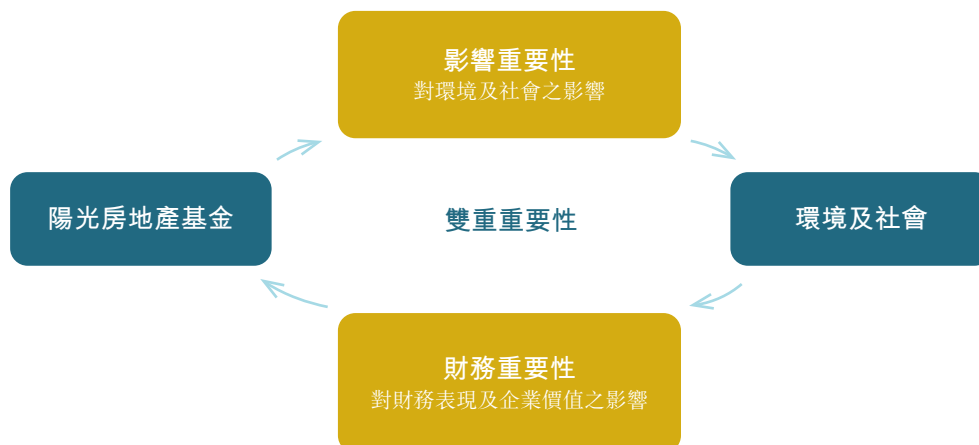 影響重要性
對環境及社會之影響
陽光房地產基金
雙重重要性
環境及社會
財務重要性
對財務表現及企業價值之影響